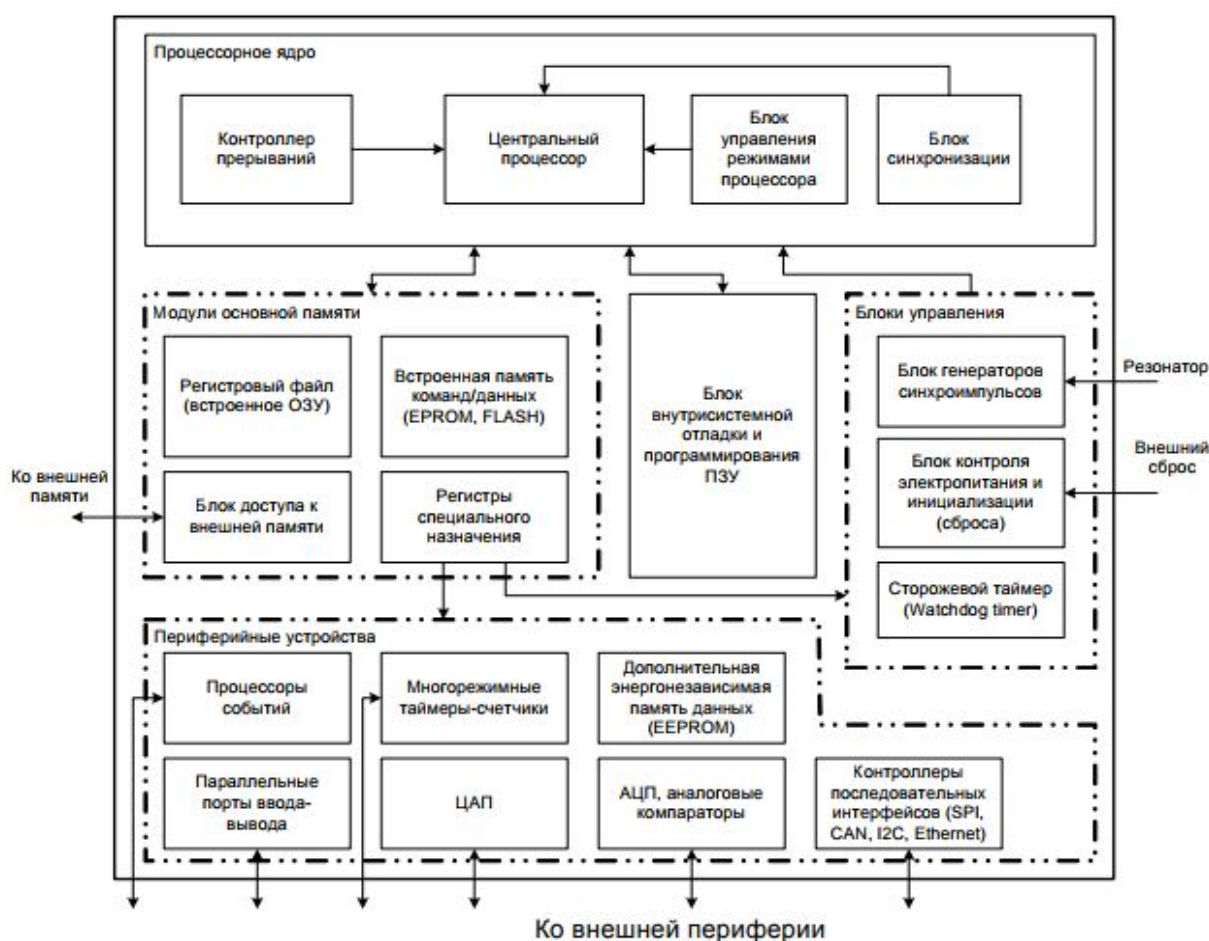 Процессорное ядро
Контроллер
прерываний
Центральный
процессор
Блок
управления
режимами
процессора
Блок
синхронизации
Модули основной памяти
Регистровый файл
(встроенное ОЗУ)
Встроенная память
команд/данных
(EPROM, FLASH)
Ко внешней
памяти
Блок доступа к
внешней памяти
Регистры
специального
назначения
Блок
внутрисистемной
отладки и
программирования
ПЗУ
Блоки управления
Блок генераторов
синхроимпульсов
Резонатор
Блок контроля
электропитания и
инициализации
(сброса)
Внешний
сброс
Сторожевой таймер
(Watchdog timer)
Периферийные устройства
Процессоры
событий
Многорежимные
таймеры-счетчики
Дополнительная
энергонезависимая
память данных
(EEPROM)
Параллельные
порты ввода-
вывода
ЦАП
АЦП, аналоговые
компараторы
Контроллеры
последовательных
интерфейсов (SPI,
CAN, I2C, Ethernet)
Ко внешней периферии